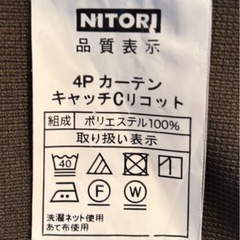 NITORI
品質表示
4P カーテン
キャッチCリコット
組成 ポリエステル100%
取り扱い表示
40
F W
洗濯ネット使用
あて布使用